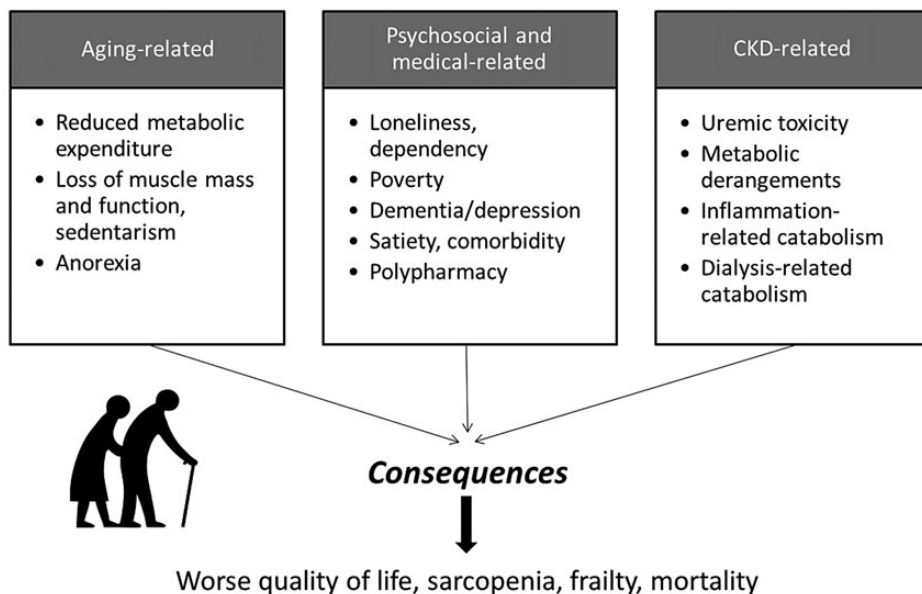 Aging-related
• Reduced metabolic
expenditure
• Loss of muscle mass
and function,
sedentarism
• Anorexia
Psychosocial and
medical-related
• Loneliness,
dependency
• Poverty
• Dementia/depression
• Satiety, comorbidity
• Polypharmacy
CKD-related
• Uremic toxicity
• Metabolic
derangements
• Inflammation-
related catabolism
• Dialysis-related
catabolism
Consequences
Worse quality of life, sarcopenia, frailty, mortality